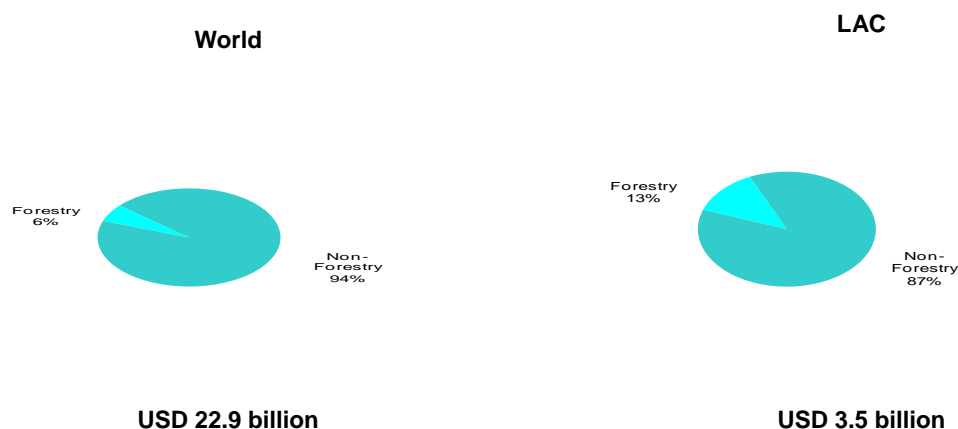 World
Forestry
6%
Non-
Forestry
94%
USD 22.9 billion
LAC
Forestry
13%
Non-
Forestry
87%
USD 3.5 billion